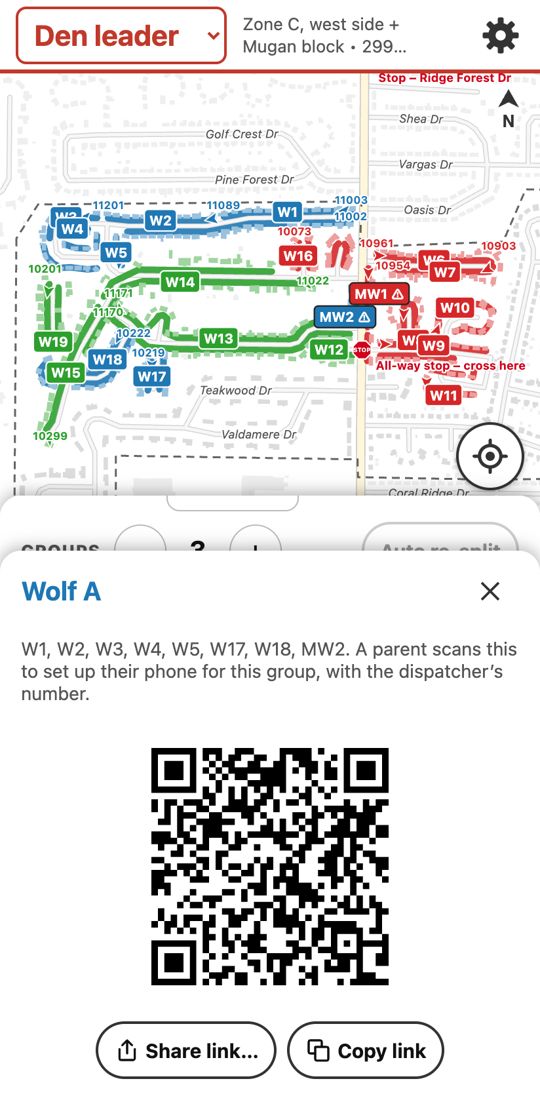 Den leader
Zone C, west side +
Mugan block • 299...
Stop – Ridge Forest Dr
N
Shea Dr
Golf Crest Dr
Vargas Dr
Pine Forest Dr
Oasis Dr
11201
11089
11003
11002
W4
W2
W1
10073
10961
10903
W5
W16
10954
W7
10201
W14
11022
11171
MW1 ⚠
11170
MW2 ⚠
W10
10222
W19
W13
W9
10219
W18
W12
STOP
All-way stop – cross here
W15
W17
W11
Teakwood Dr
10299
Valdamere Dr
Coral Ridge Dr
GROUPS
3
Auto re-split
Wolf A
W1, W2, W3, W4, W5, W17, W18, MW2. A parent scans this
to set up their phone for this group, with the dispatcher’s
number.
Share link...
Copy link